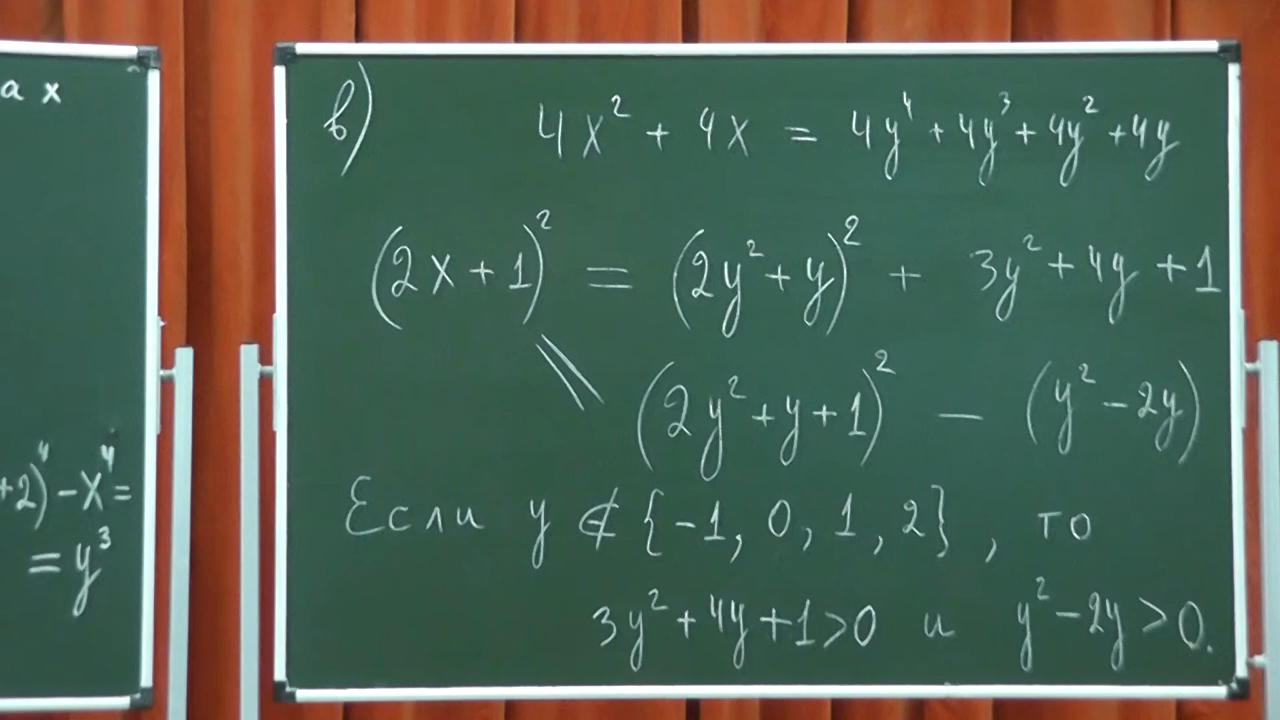 а x
+2)⁴ - x⁴ =
= y³
в) 4x² + 4x = 4y⁴ + 4y³ + 4y² + 4y
(2x+1)² = (2y²+y)² + 3y² + 4y + 1
\\ (2y²+y+1)² - (y²-2y)
Если y ∉ {-1, 0, 1, 2}, то
3y² + 4y + 1 > 0 и y² - 2y > 0.